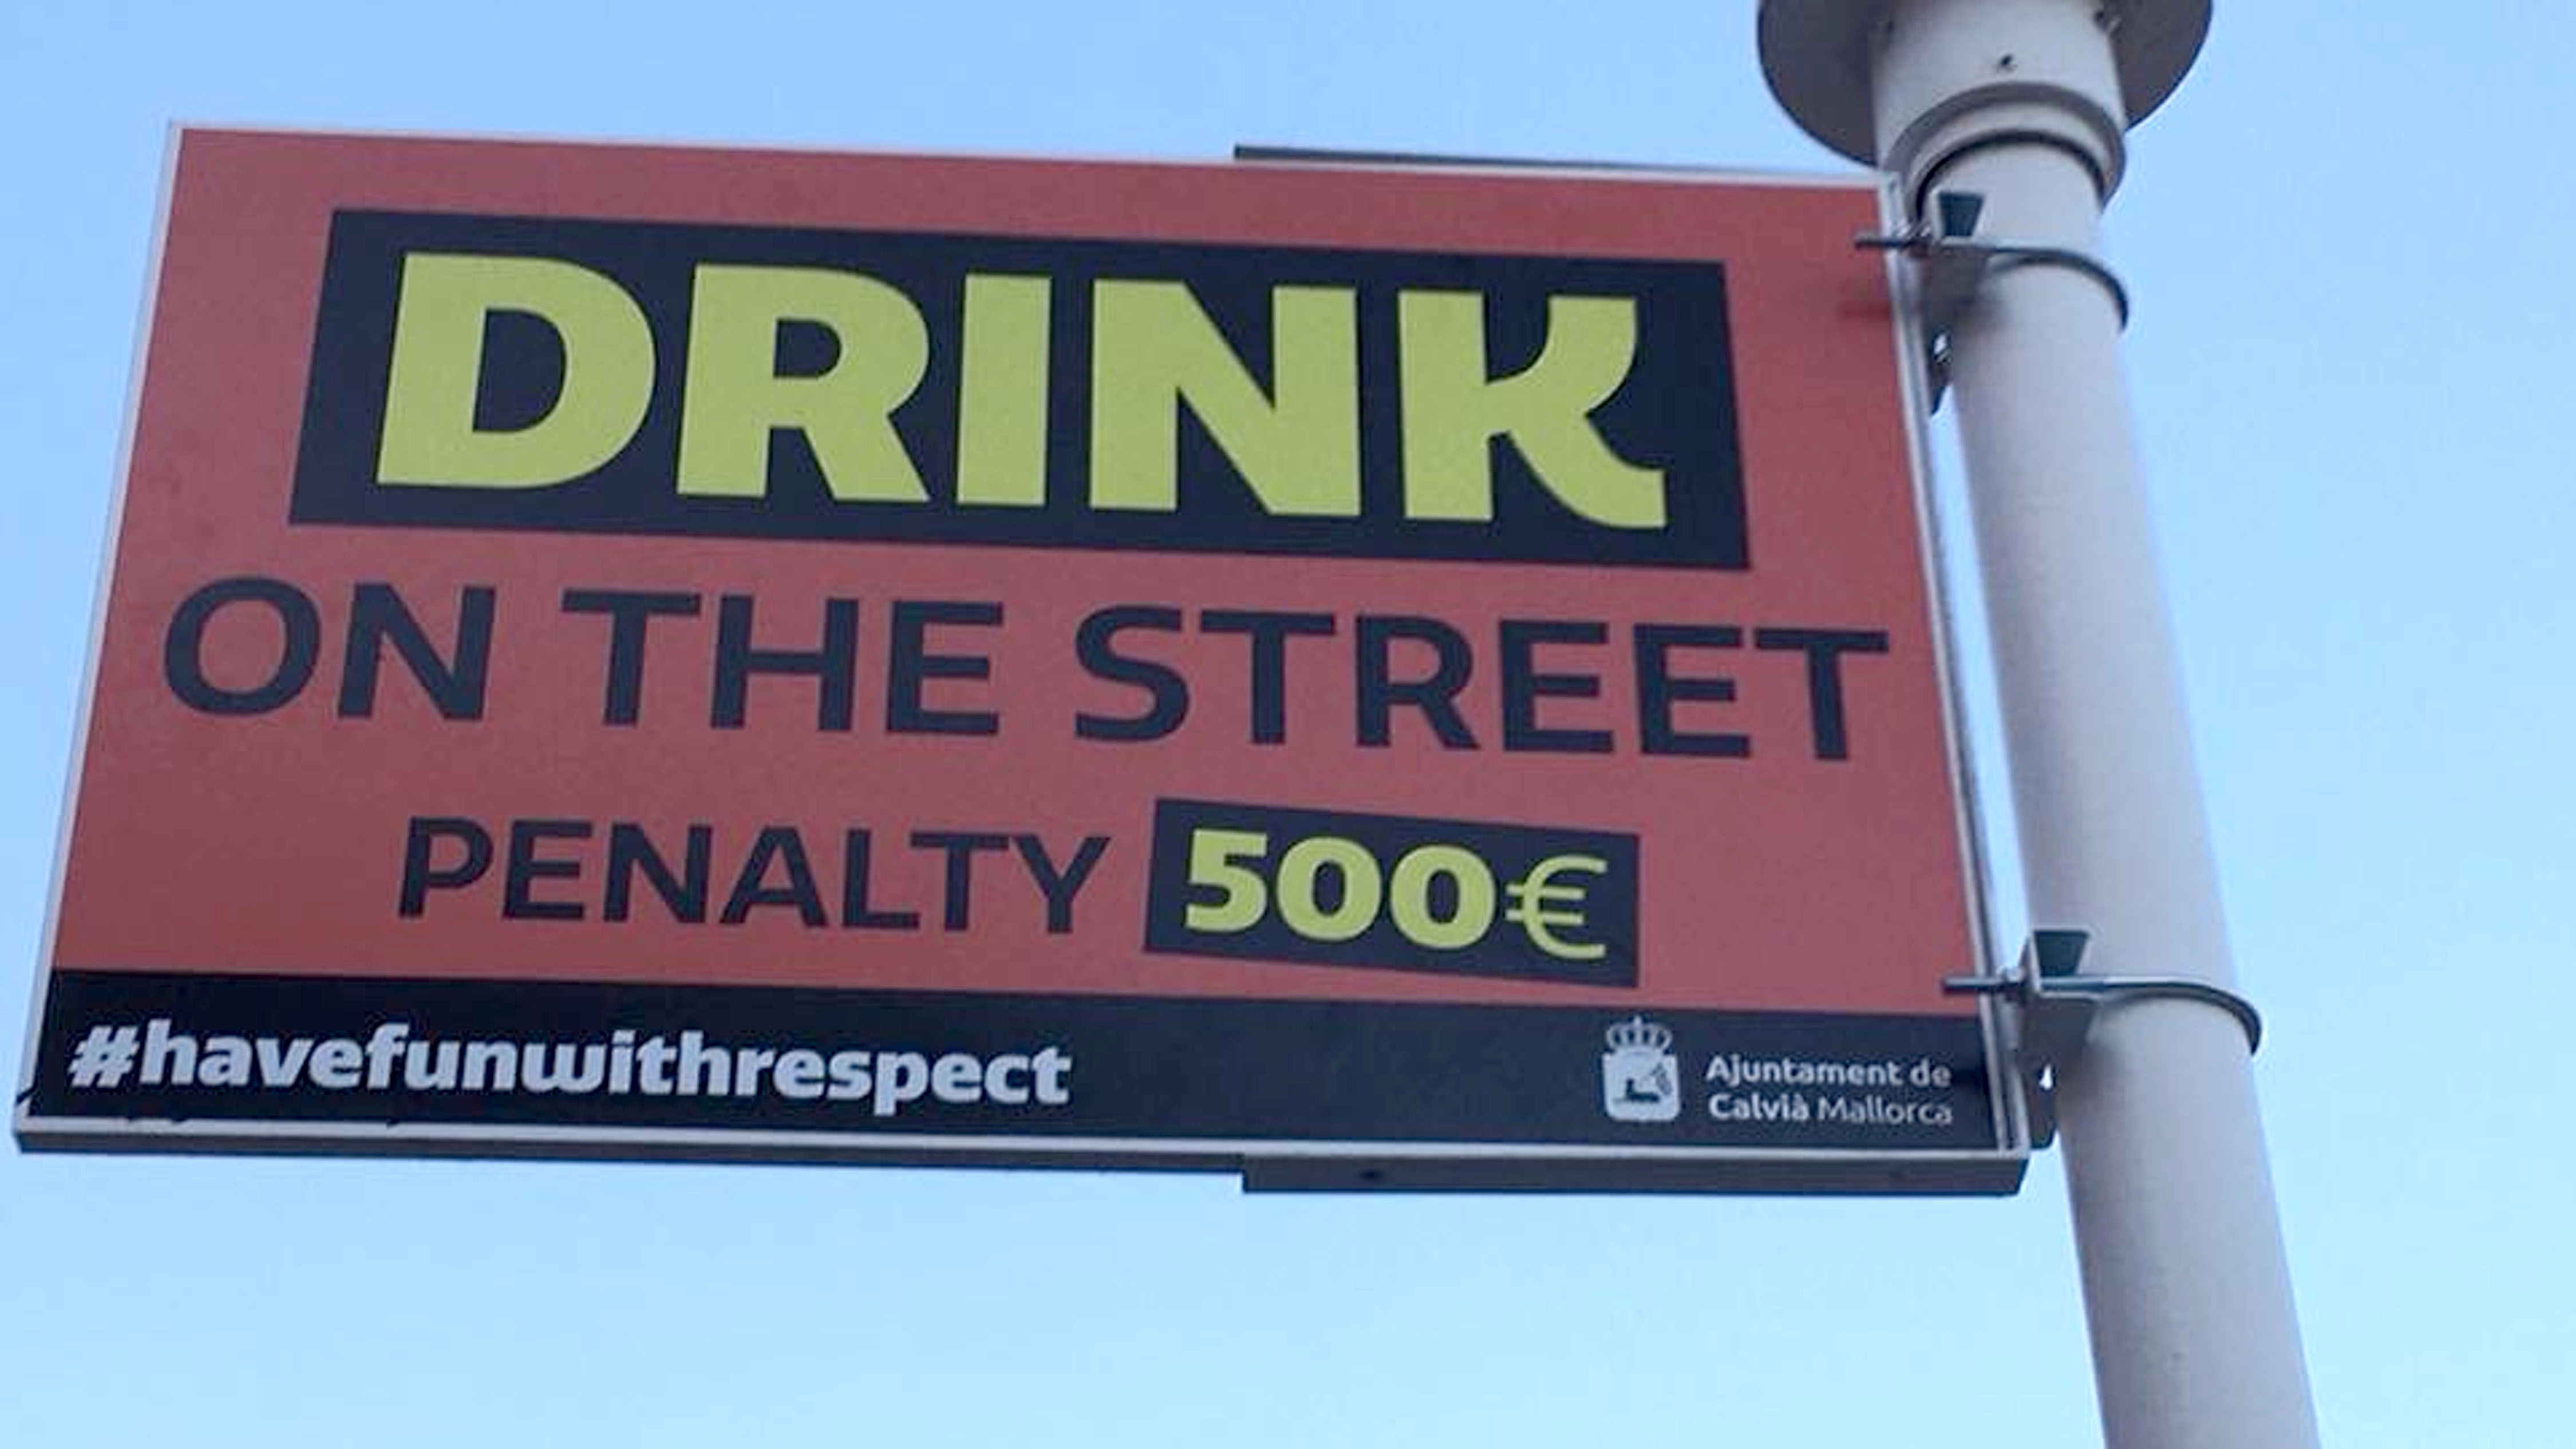 DRINK
ON THE STREET
PENALTY 500€
#havefunwithrespect
Ajuntament de
Calvià Mallorca